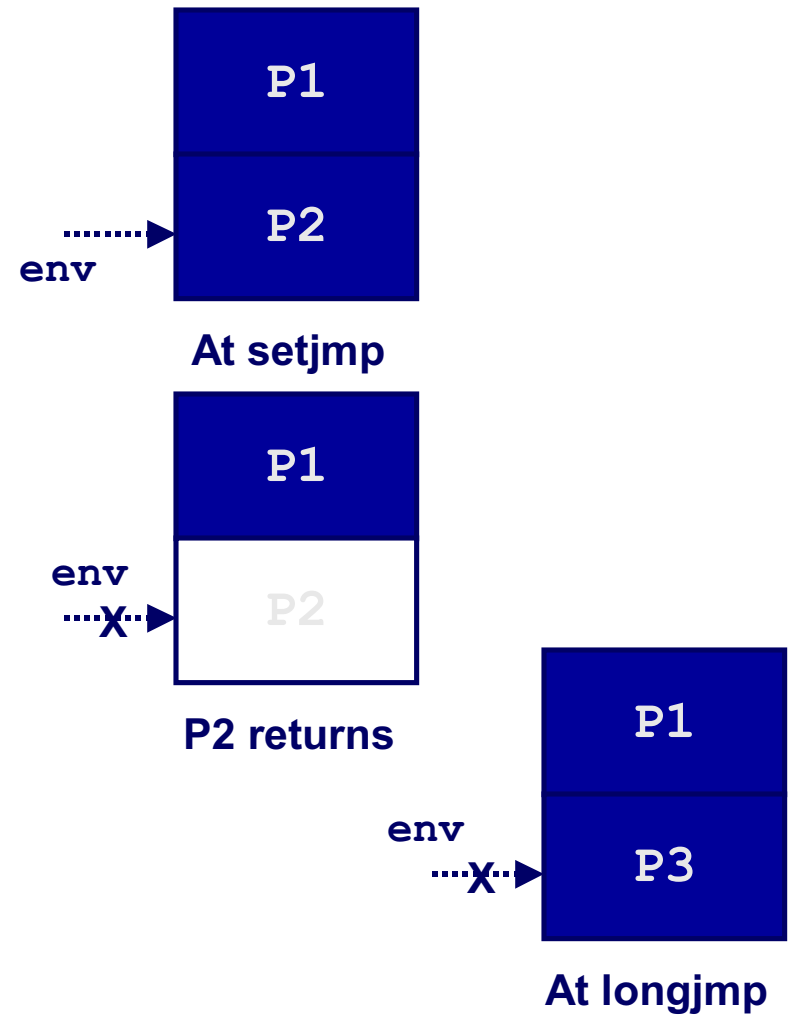 P1
P2
env
At setjmp
P1
env
X
P2
P2 returns
P1
env
X
P3
At longjmp